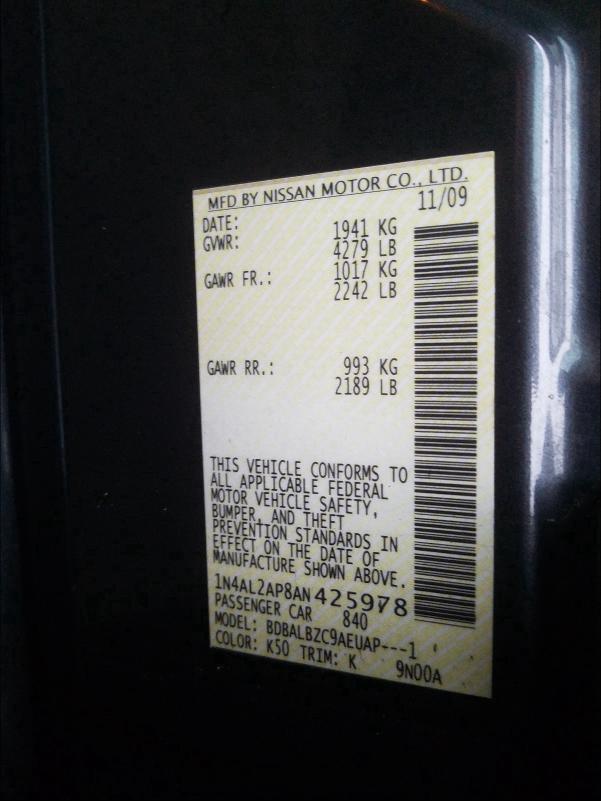 MFD BY NISSAN MOTOR CO., LTD.
DATE: 11/09
GVWR: 1941 KG
4279 LB
GAWR FR.: 1017 KG
2242 LB
GAWR RR.: 993 KG
2189 LB
THIS VEHICLE CONFORMS TO
ALL APPLICABLE FEDERAL
MOTOR VEHICLE SAFETY,
BUMPER, AND THEFT
PREVENTION STANDARDS IN
EFFECT ON THE DATE OF
MANUFACTURE SHOWN ABOVE.
1N4AL2AP8AN425978
PASSENGER CAR 840
MODEL: BDBALBZC9AEUAP---1
COLOR: K50 TRIM: K 9N00A